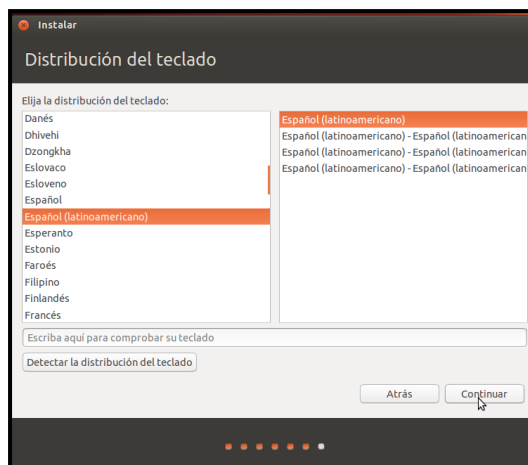 Instalar
Distribución del teclado
Elija la distribución del teclado:
Danés
Dhivehi
Dzongkha
Eslovaco
Esloveno
Español
Español (latinoamericano)
Esperanto
Estonio
Faroés
Filipino
Finlandés
Francés
Español (latinoamericano)
Español (latinoamericano) - Español (latinoamerican
Español (latinoamericano) - Español (latinoamerican
Español (latinoamericano) - Español (latinoamerican
Escriba aquí para comprobar su teclado
Detectar la distribución del teclado
Atrás
Continuar